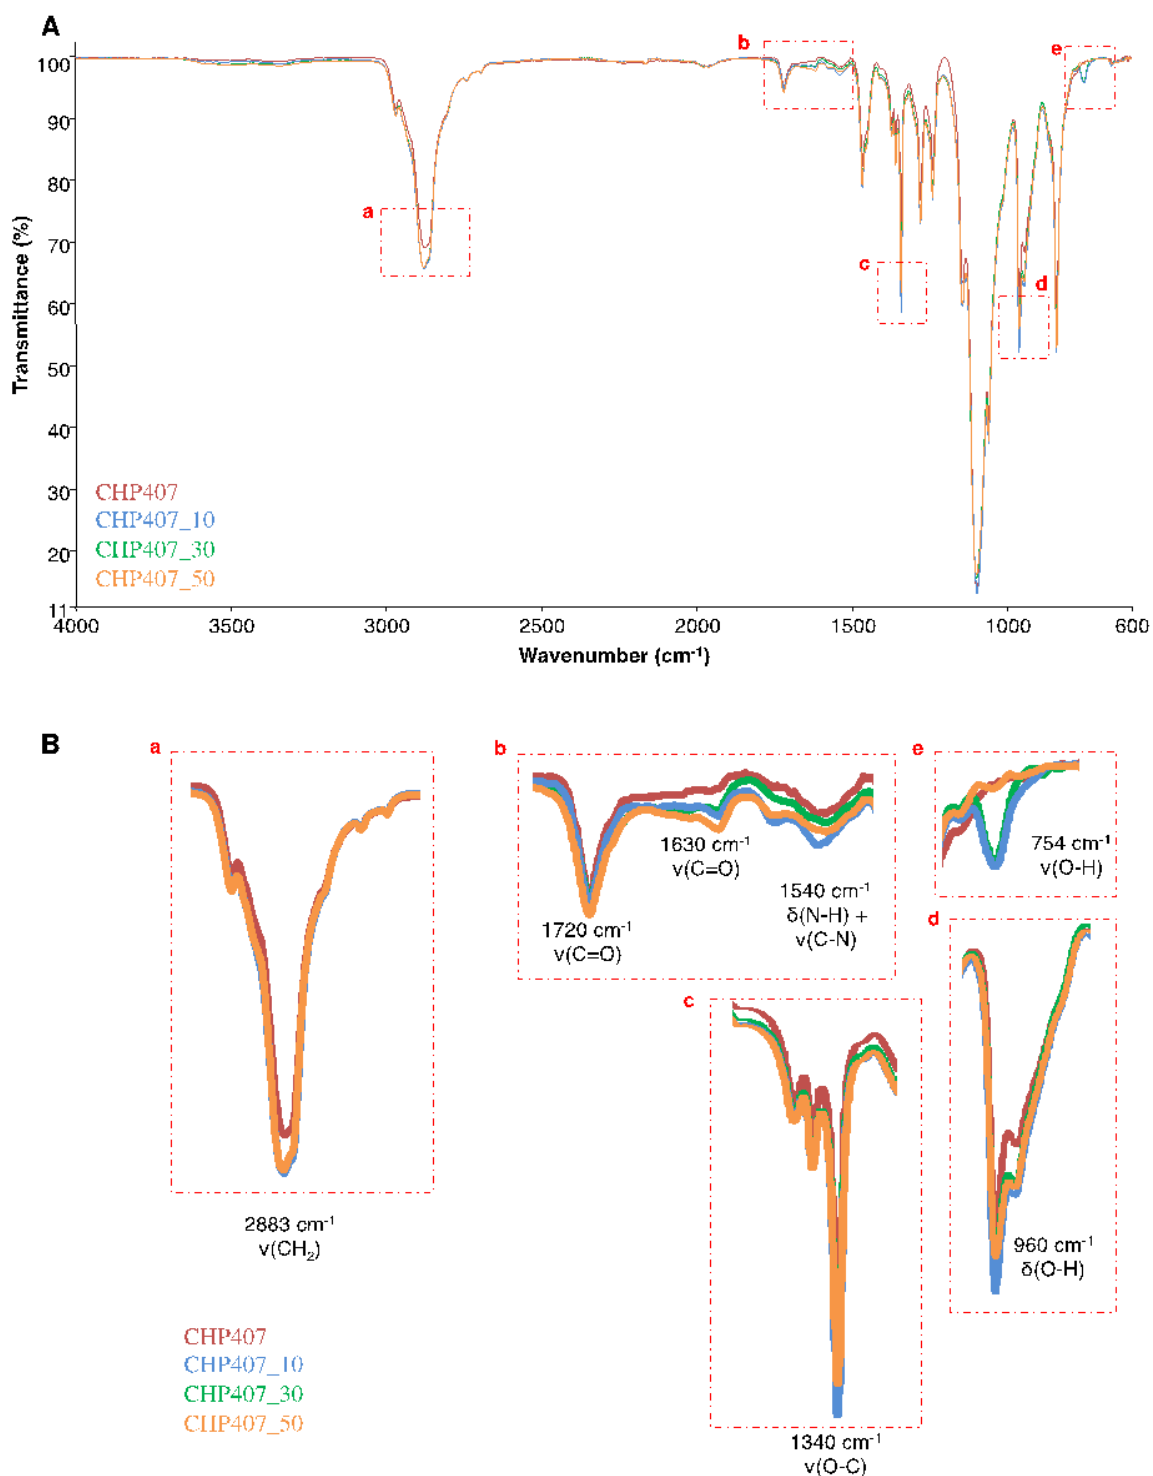 A
Transmittance (%)
100
90
80
70
60
50
40
30
20
11
4000
3500
3000
2500
2000
1500
1000
600
Wavenumber (cm-1)
a
b
c
d
e
CHP407
CHP407_10
CHP407_30
CHP407_50
B
a
2883 cm-1
ν(CH2)
b
1720 cm-1
ν(C=O)
1630 cm-1
ν(C=O)
1540 cm-1
δ(N-H) +
ν(C-N)
e
754 cm-1
ν(O-H)
d
960 cm-1
δ(O-H)
c
1340 cm-1
ν(O-C)
CHP407
CHP407_10
CHP407_30
CHP407_50